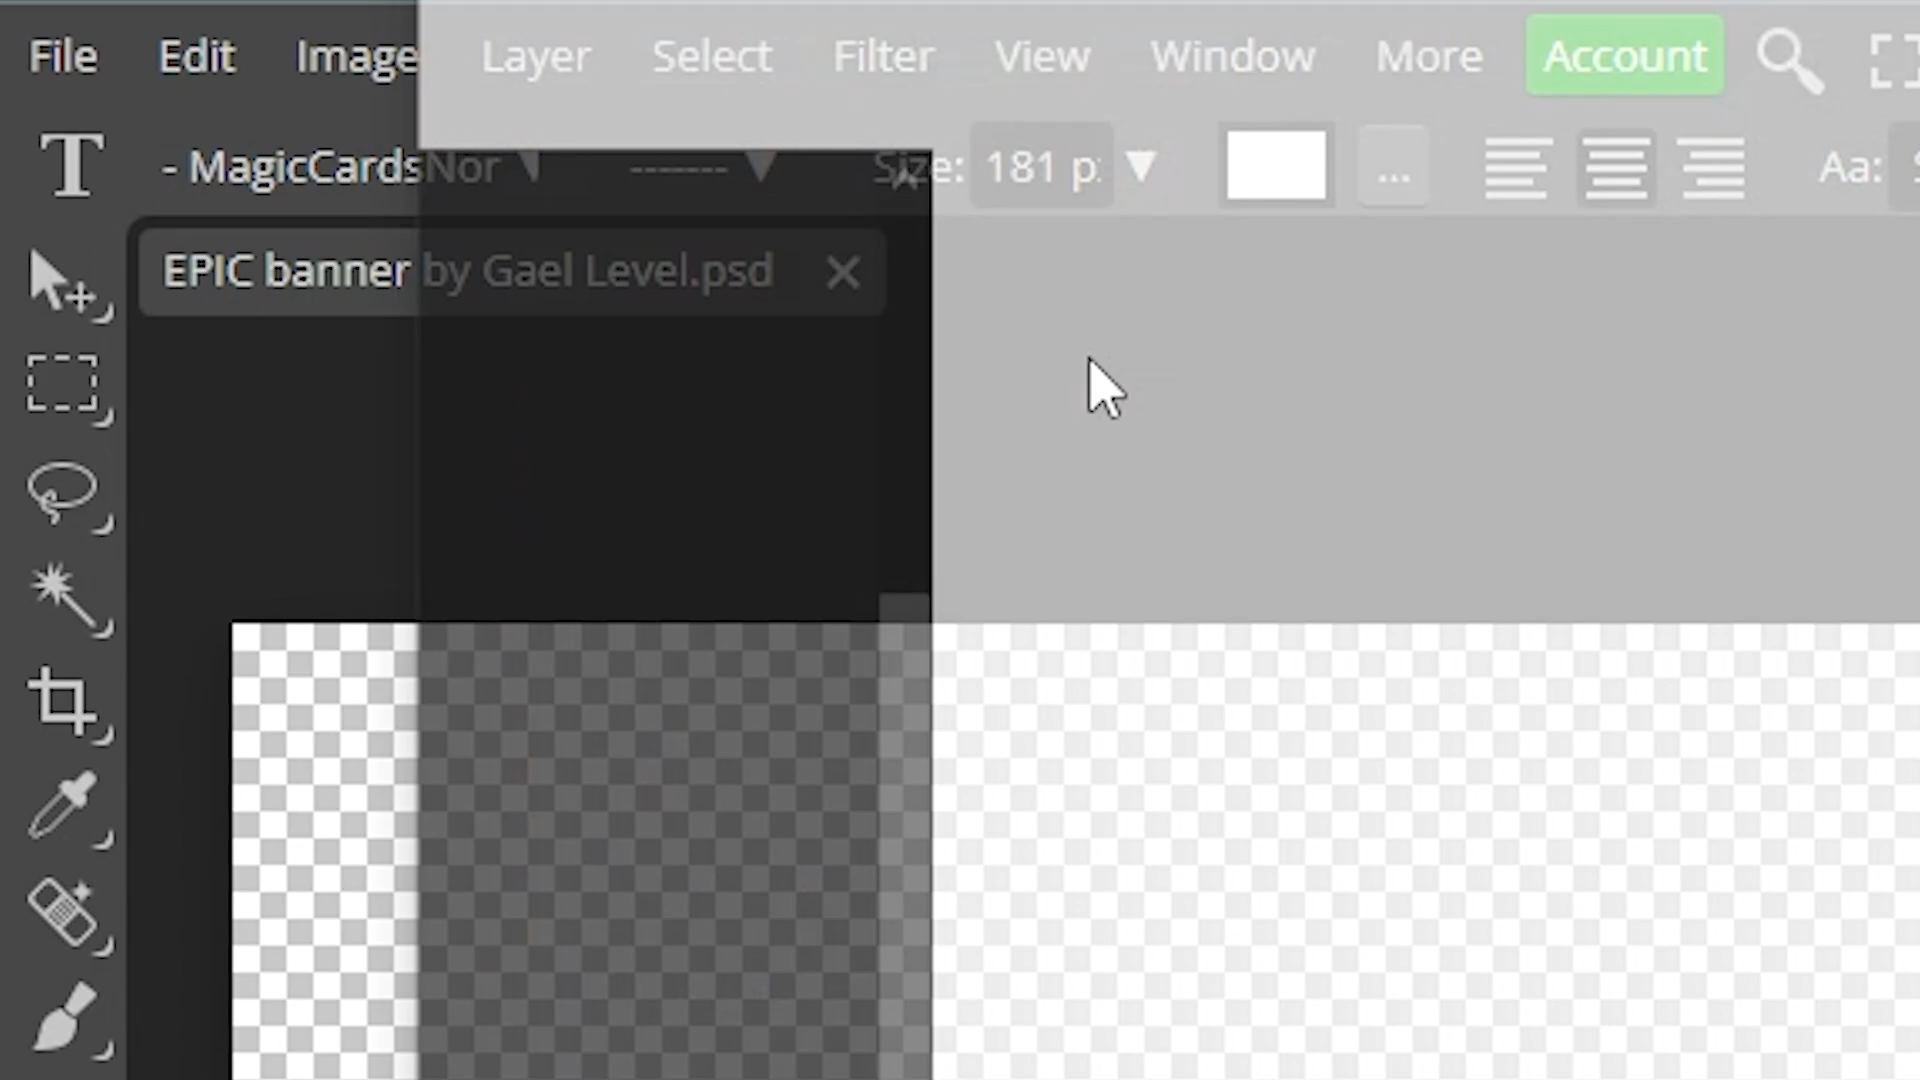 File Edit Image Layer Select Filter View Window More Account
T - MagicCardsNor ------- Size: 181 p ... Aa:
EPIC banner by Gael Level.psd